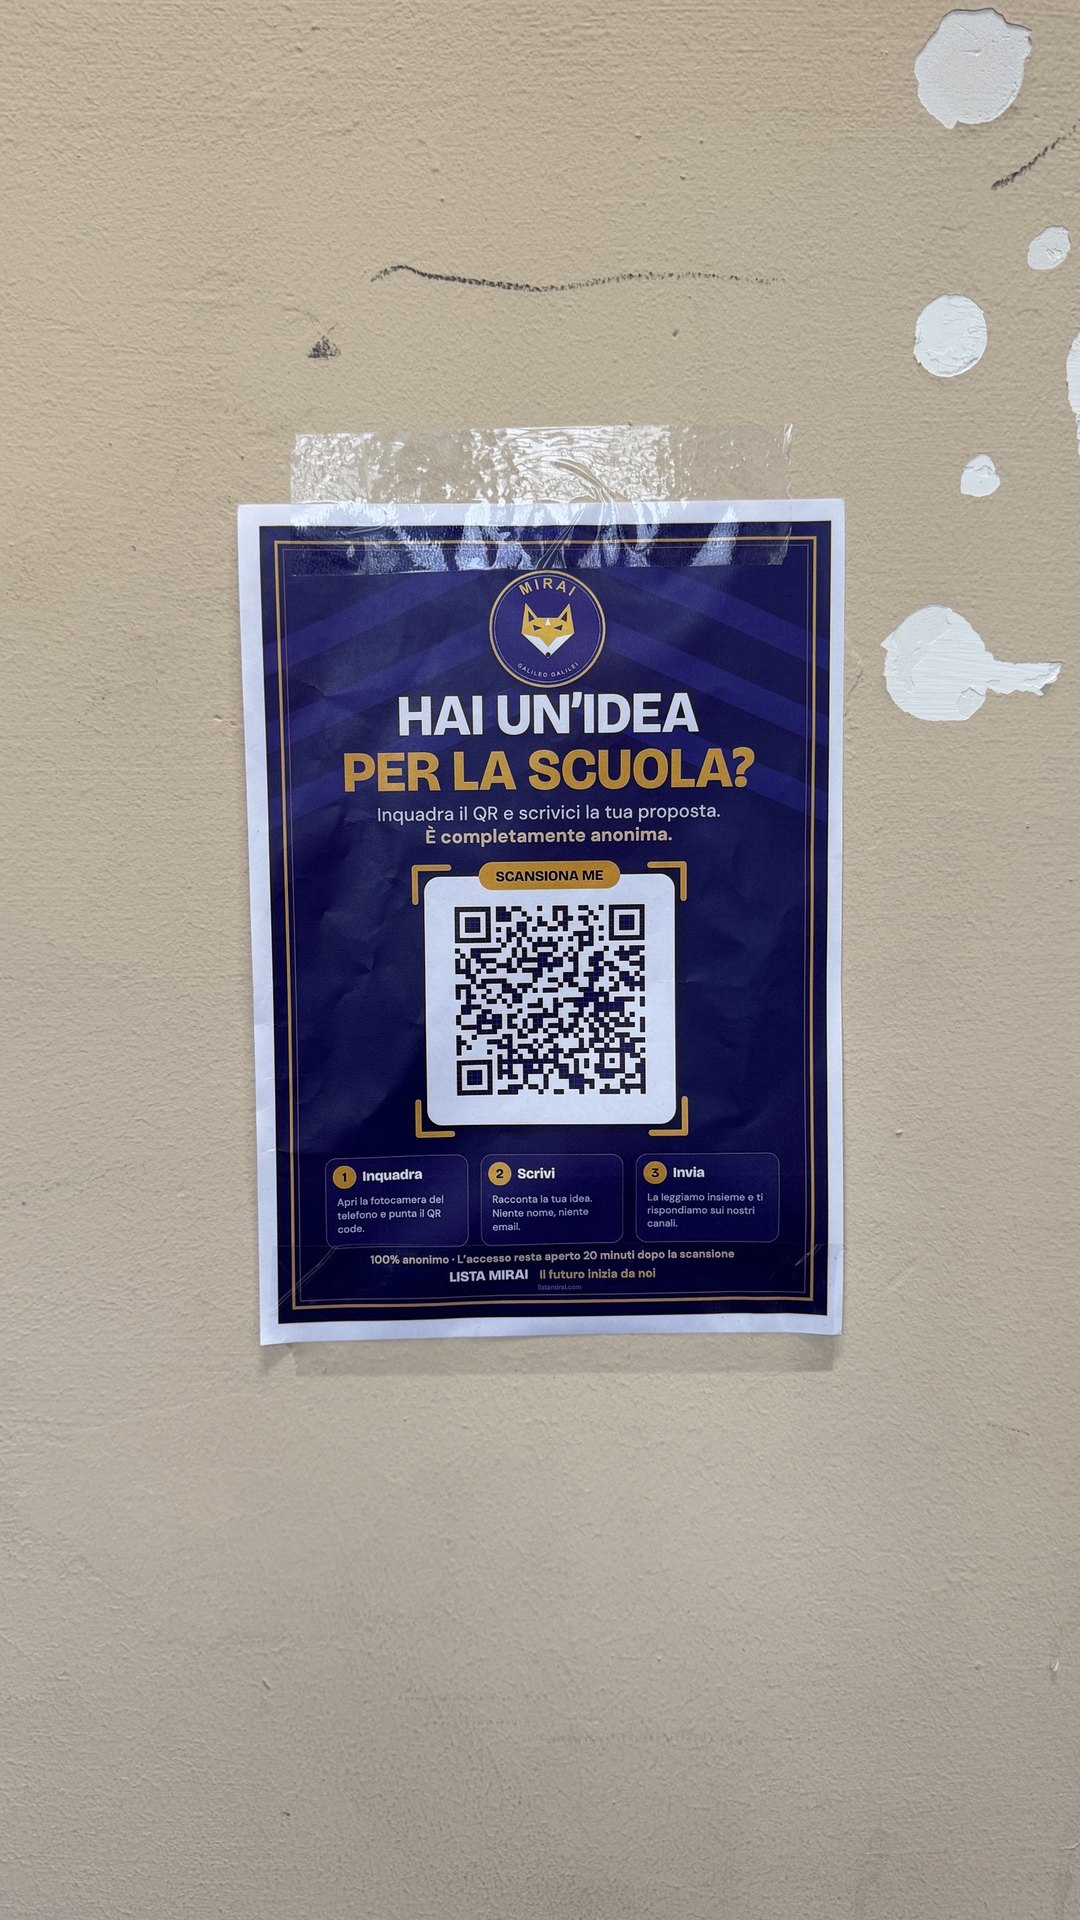 MIRAI
GALILEO GALILEI
HAI UN'IDEA
PER LA SCUOLA?
Inquadra il QR e scrivici la tua proposta.
È completamente anonima.
SCANSIONA ME
1 Inquadra
Apri la fotocamera del
telefono e punta il QR
code.
2 Scrivi
Racconta la tua idea.
Niente nome, niente
email.
3 Invia
La leggiamo insieme e ti
rispondiamo sui nostri
canali.
100% anonimo · L'accesso resta aperto 20 minuti dopo la scansione
LISTA MIRAI Il futuro inizia da noi
listamirai.com